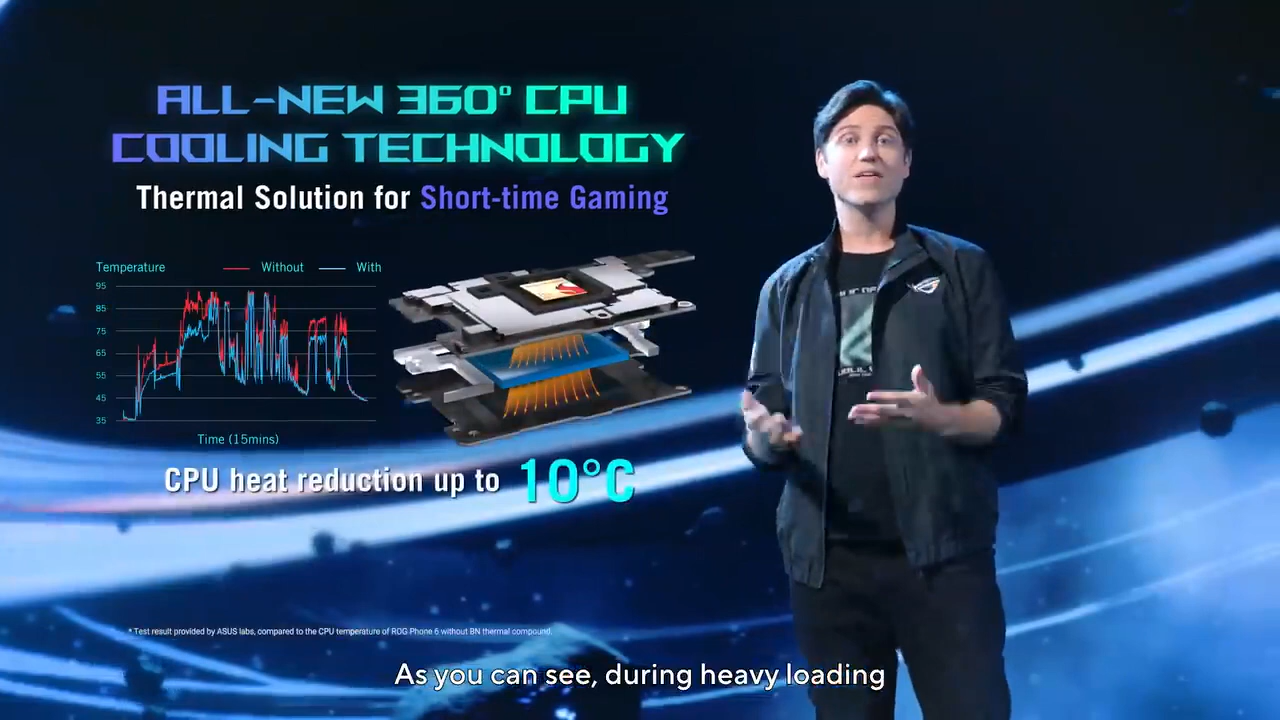 ALL-NEW 360° CPU
COOLING TECHNOLOGY
Thermal Solution for Short-time Gaming
Temperature
Without
With
95
85
75
65
55
45
35
Time (15mins)
CPU heat reduction up to 10°C
* Test result provided by ASUS labs, compared to the CPU temperature of ROG Phone 6 without BN thermal compound.
As you can see, during heavy loading